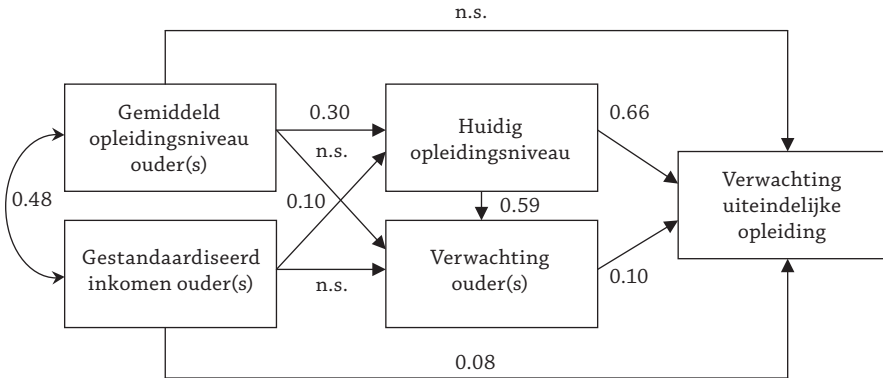 n.s.
Gemiddeld
opleidingsniveau
ouder(s)
0.30
n.s.
Huidig
opleidingsniveau
0.66
Verwachting
uiteindelijke
opleiding
0.48
0.10
0.59
Gestandaardiseerd
inkomen ouder(s)
n.s.
Verwachting
ouder(s)
0.10
0.08